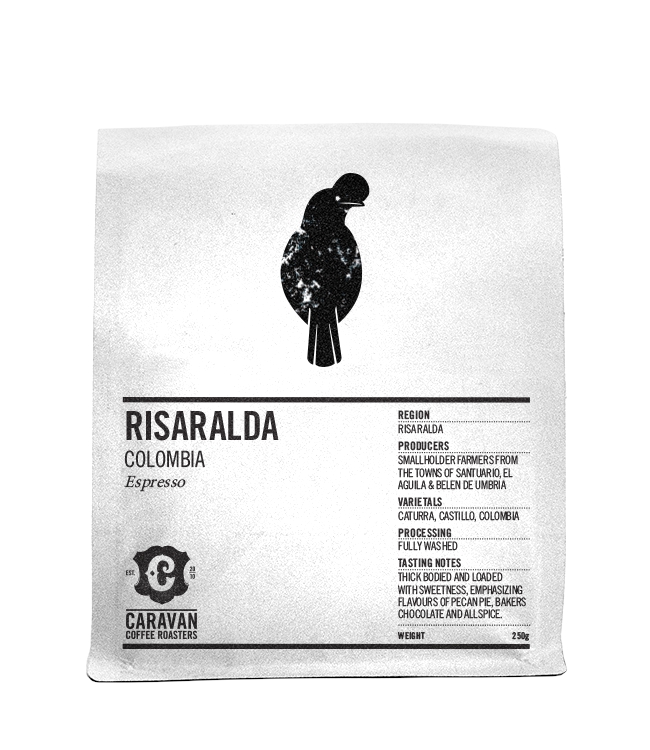 RISARALDA
COLOMBIA
Espresso
EST.
20
10
C
CARAVAN
COFFEE ROASTERS
REGION
RISARALDA
PRODUCERS
SMALLHOLDER FARMERS FROM
THE TOWNS OF SANTUARIO, EL
AGUILA & BELEN DE UMBRIA
VARIETALS
CATURRA, CASTILLO, COLOMBIA
PROCESSING
FULLY WASHED
TASTING NOTES
THICK BODIED AND LOADED
WITH SWEETNESS, EMPHASIZING
FLAVOURS OF PECAN PIE, BAKERS
CHOCOLATE AND ALLSPICE.
WEIGHT 250g